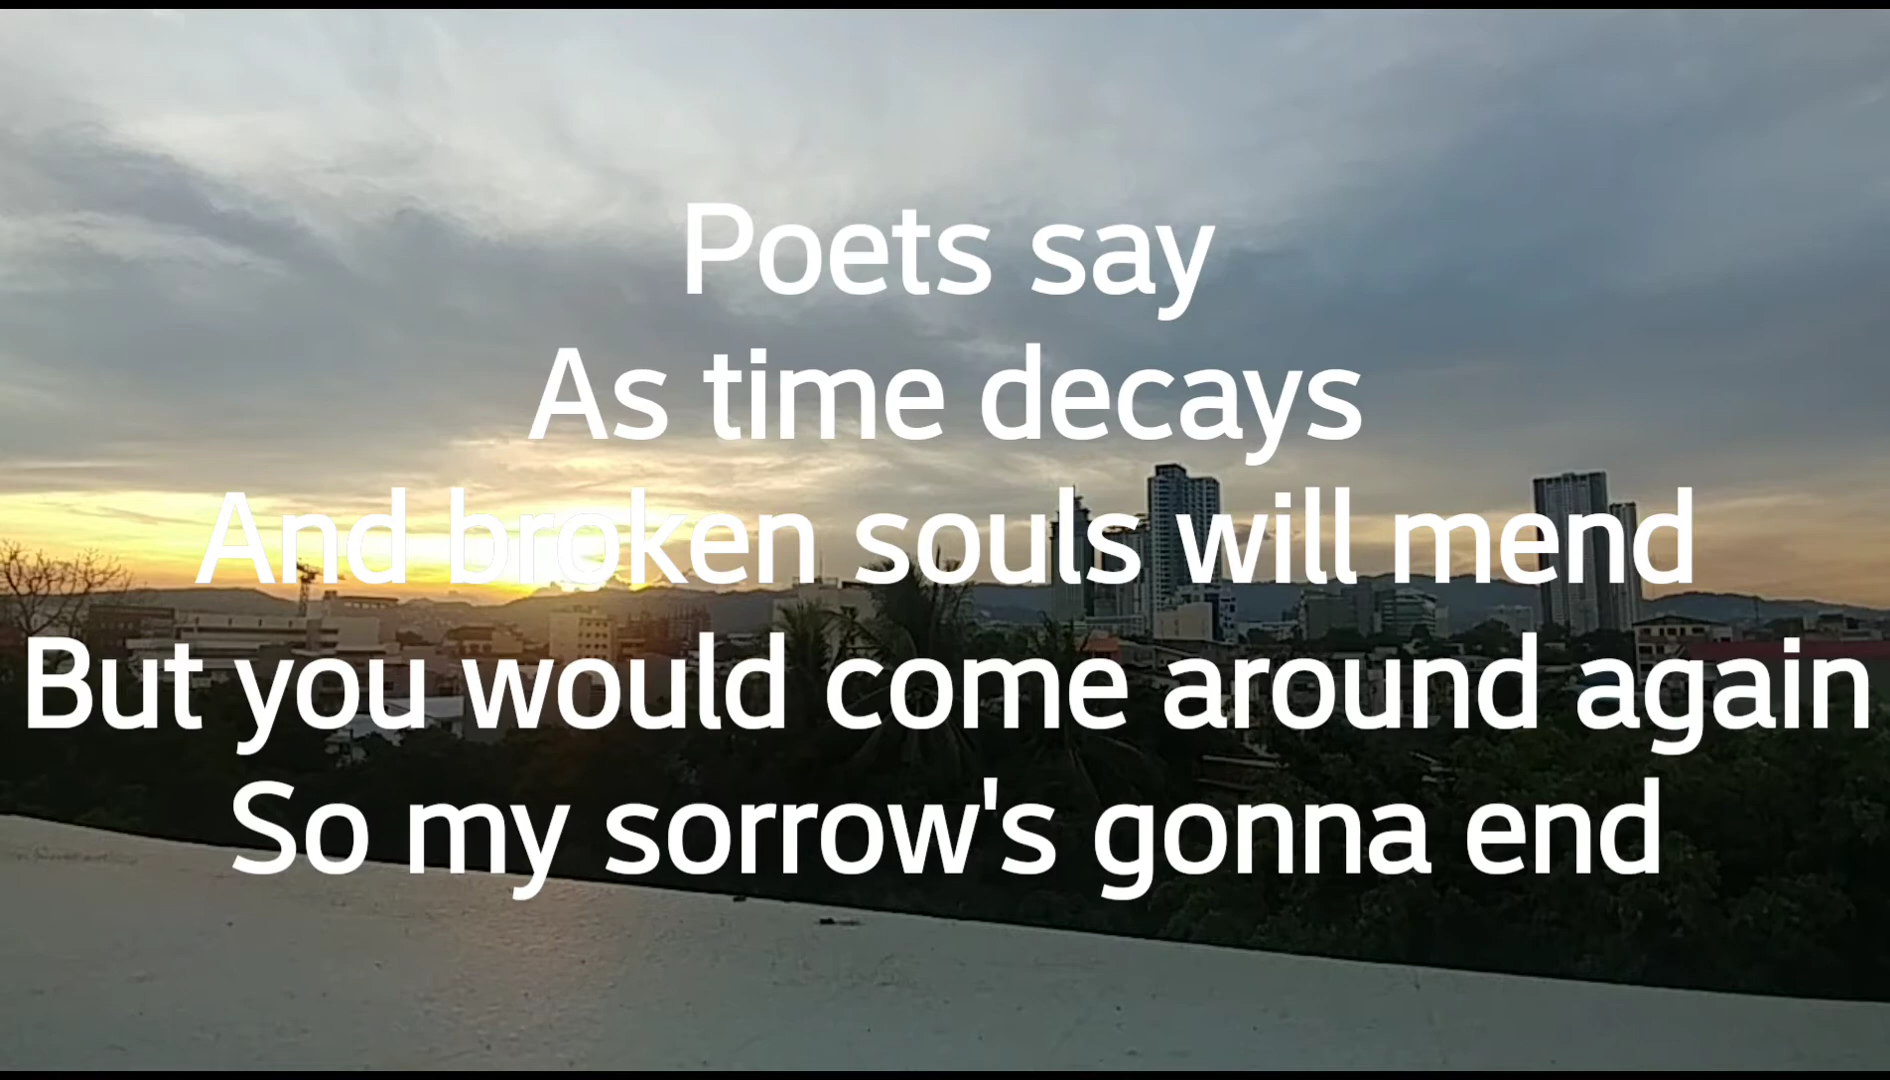 Poets say
As time decays
And broken souls will mend
But you would come around again
So my sorrow's gonna end